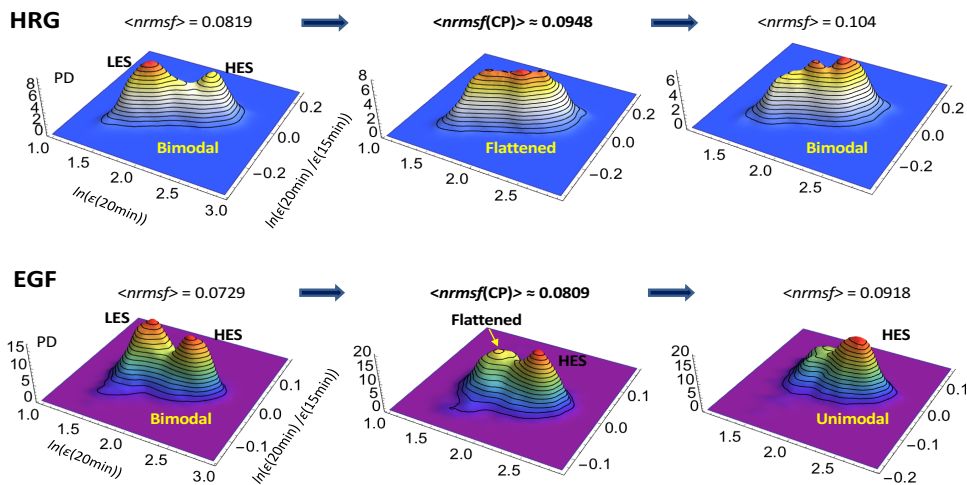 HRG
<nrmsf> = 0.0819
<nrmsf(CP)> ≈ 0.0948
<nrmsf> = 0.104
LES
HES
PD
8
6
4
2
0
1.0
1.5
2.0
2.5
3.0
0.2
0.0
−0.2
Bimodal
ln(ε(20min))
ln(ε(20min) /ε(15min))
8
6
4
2
0
1.0
1.5
2.0
2.5
0.2
0.0
−0.2
Flattened
6
4
2
0
1.5
2.0
2.5
0.2
0.0
−0.2
Bimodal
EGF
<nrmsf> = 0.0729
<nrmsf(CP)> ≈ 0.0809
<nrmsf> = 0.0918
LES
HES
PD
15
10
5
0
1.0
1.5
2.0
2.5
3.0
0.1
0.0
−0.1
Bimodal
ln(ε(20min))
ln(ε(20min) /ε(15min))
Flattened
HES
20
15
10
5
0
1.0
1.5
2.0
2.5
0.1
0.0
−0.1
HES
20
15
10
5
0
1.5
2.0
2.5
0.1
0.0
−0.1
−0.2
Unimodal